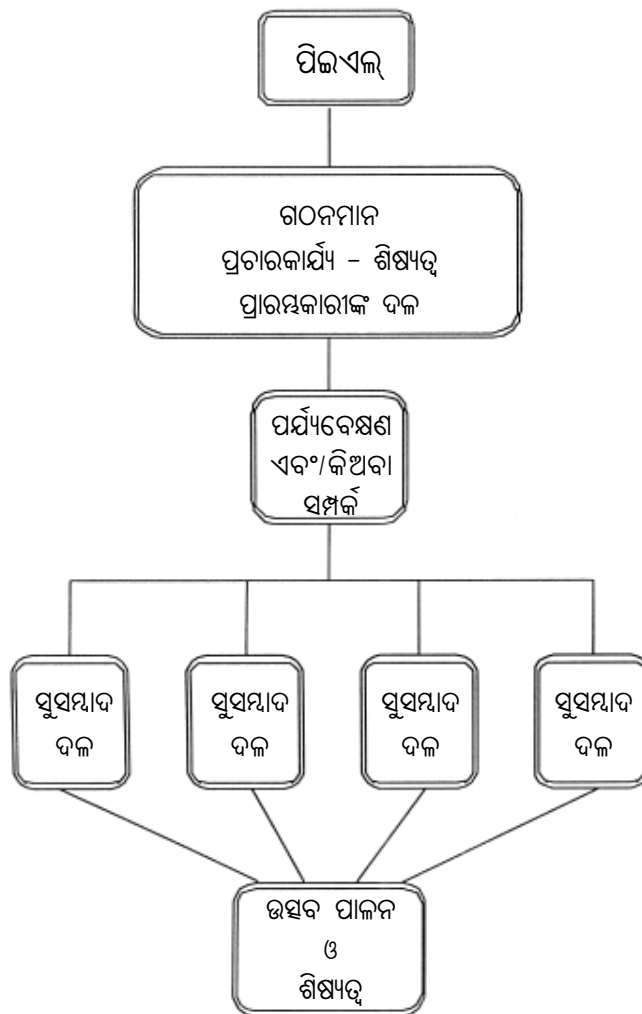 ପିଇଏଲ୍
ଗଠନମାନ
ପ୍ରଚାରକାର୍ଯ୍ୟ - ଶିଷ୍ୟତ୍ୱ
ପ୍ରାରମ୍ଭକାରୀଙ୍କ ଦଳ
ପର୍ଯ୍ୟବେକ୍ଷଣ
ଏବଂ/କିଅବା
ସମ୍ପର୍କ
ସୁସମ୍ବାଦ
ଦଳ
ସୁସମ୍ବାଦ
ଦଳ
ସୁସମ୍ବାଦ
ଦଳ
ସୁସମ୍ବାଦ
ଦଳ
ଉତ୍ସବ ପାଳନ
ଓ
ଶିଷ୍ୟତ୍ୱ